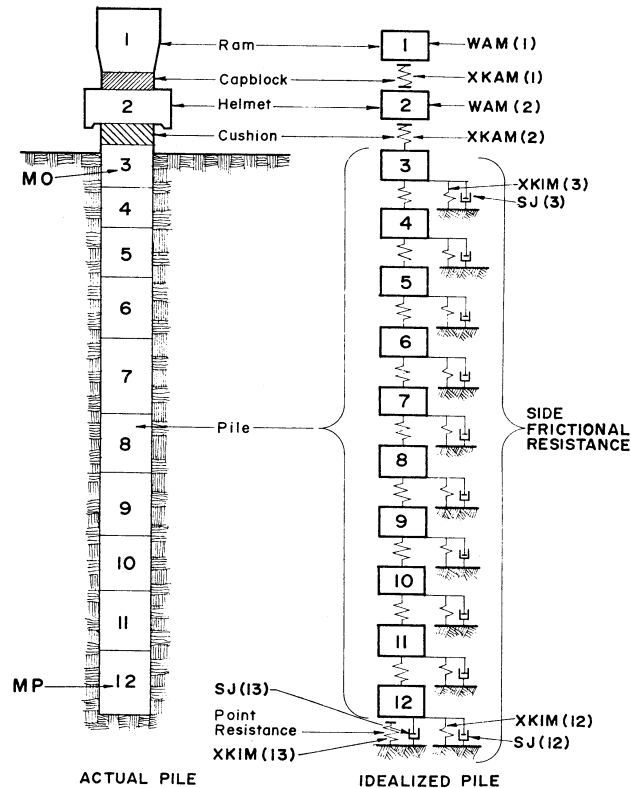 1
Ram
1
WAM (1)
Capblock
XKAM (1)
2
Helmet
2
WAM (2)
Cushion
XKAM (2)
3
MO
3
XKIM (3)
SJ (3)
4
4
5
5
6
6
7
7
8
Pile
8
SIDE
FRICTIONAL
RESISTANCE
9
9
10
10
11
11
12
MP
12
SJ (13)
Point
Resistance
XKIM (13)
XKIM (12)
SJ (12)
ACTUAL PILE
IDEALIZED PILE